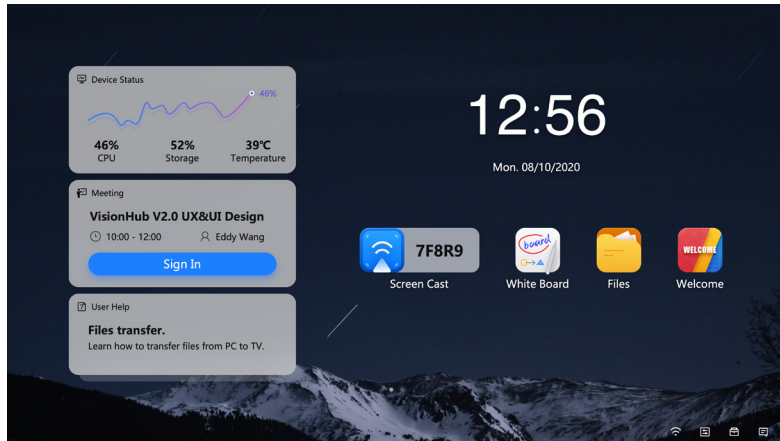 Device Status
46%
46% 52% 39℃
CPU Storage Temperature
Meeting
VisionHub V2.0 UX&UI Design
10:00 - 12:00 Eddy Wang
Sign In
User Help
Files transfer.
Learn how to transfer files from PC to TV.
12:56
Mon. 08/10/2020
7F8R9
Screen Cast
board
White Board
Files
WELCOME
Welcome